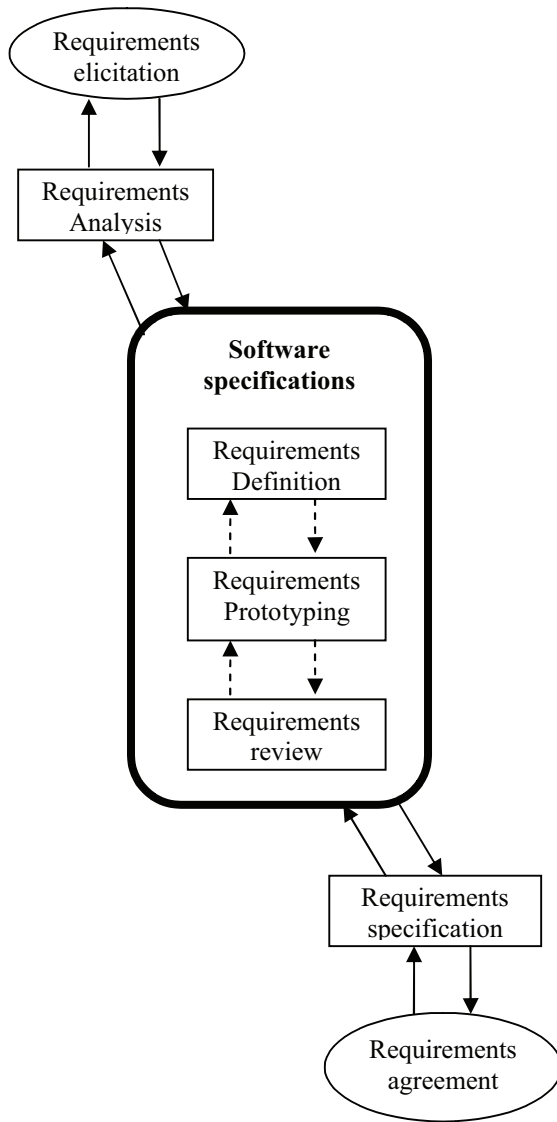 Requirements
elicitation
Requirements
Analysis
Software
specifications
Requirements
Definition
Requirements
Prototyping
Requirements
review
Requirements
specification
Requirements
agreement